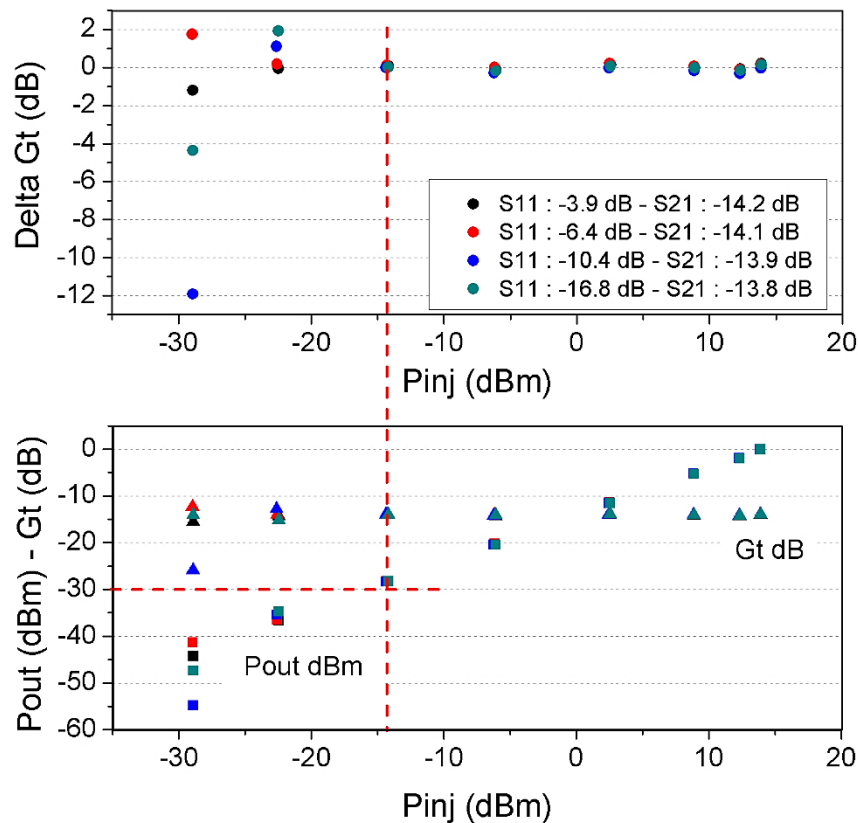 2
0
-2
-4
-6
-8
-10
-12
Delta Gt (dB)
S11 : -3.9 dB - S21 : -14.2 dB
S11 : -6.4 dB - S21 : -14.1 dB
S11 : -10.4 dB - S21 : -13.9 dB
S11 : -16.8 dB - S21 : -13.8 dB
-30 -20 -10 0 10 20
Pinj (dBm)
0
-10
-20
-30
-40
-50
-60
Pout (dBm) - Gt (dB)
Gt dB
Pout dBm
-30 -20 -10 0 10 20
Pinj (dBm)